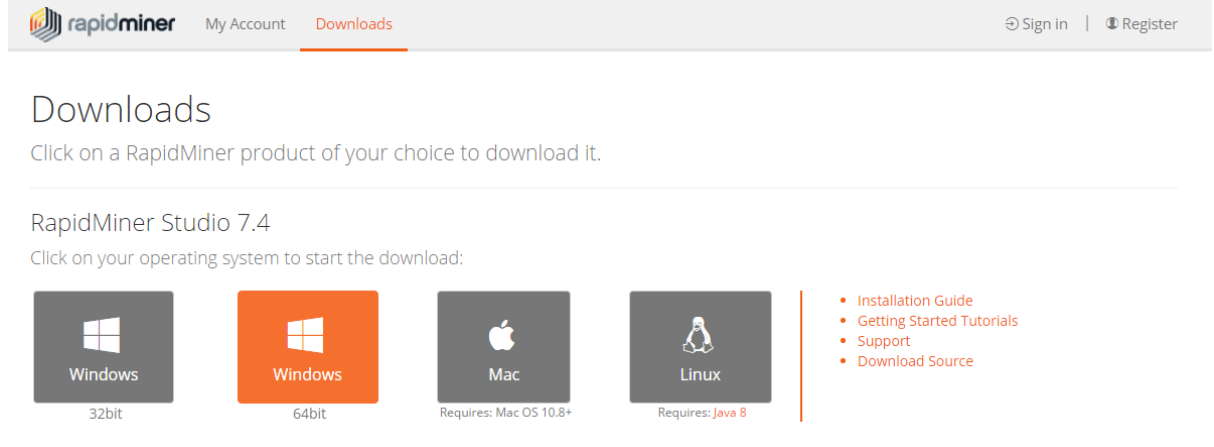 rapidminer My Account Downloads Sign in | Register
Downloads
Click on a RapidMiner product of your choice to download it.
RapidMiner Studio 7.4
Click on your operating system to start the download:
Windows
32bit
Windows
64bit
Mac
Requires: Mac OS 10.8+
Linux
Requires: Java 8
• Installation Guide
• Getting Started Tutorials
• Support
• Download Source